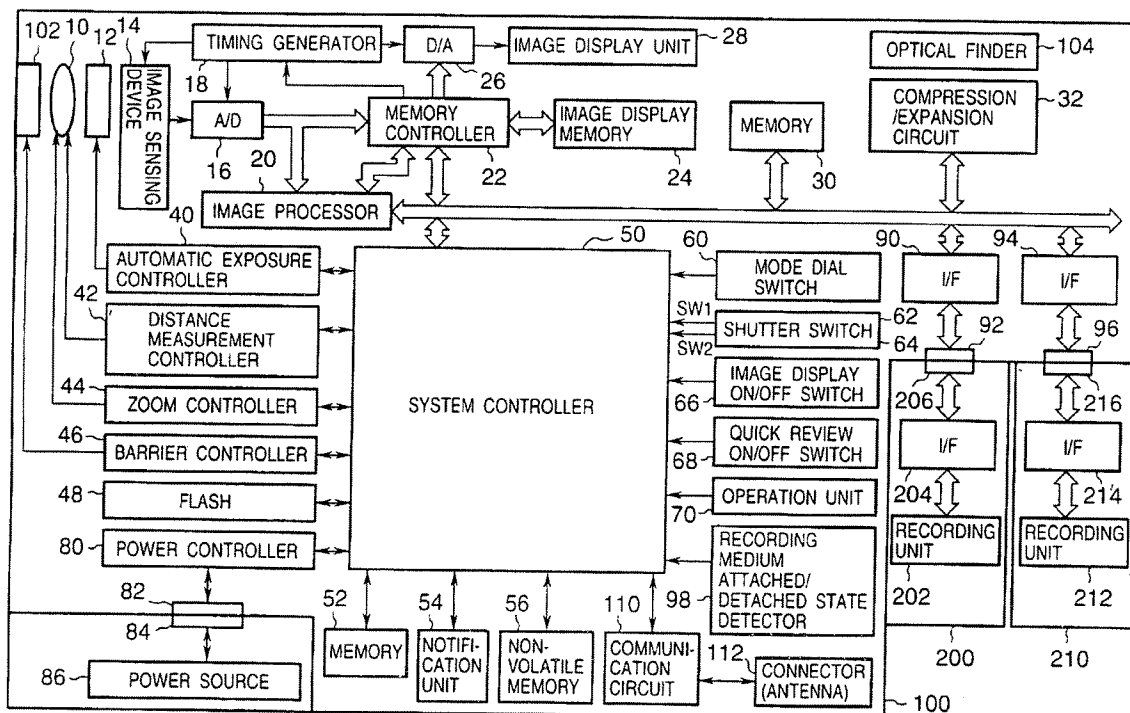 102
10
12
14
TIMING GENERATOR
18
D/A
26
IMAGE DISPLAY UNIT
28
OPTICAL FINDER
104
IMAGE SENSING
DEVICE
A/D
16
20
MEMORY
CONTROLLER
22
IMAGE DISPLAY
MEMORY
24
MEMORY
30
COMPRESSION
/EXPANSION
CIRCUIT
32
IMAGE PROCESSOR
40
AUTOMATIC EXPOSURE
CONTROLLER
42
DISTANCE
MEASUREMENT
CONTROLLER
44
ZOOM CONTROLLER
46
BARRIER CONTROLLER
48
FLASH
80
POWER CONTROLLER
82
84
86
POWER SOURCE
50
SYSTEM CONTROLLER
60
MODE DIAL
SWITCH
SW1
SHUTTER SWITCH
62
64
SW2
IMAGE DISPLAY
ON/OFF SWITCH
66
QUICK REVIEW
ON/OFF SWITCH
68
OPERATION UNIT
70
RECORDING
MEDIUM
ATTACHED/
DETACHED STATE
DETECTOR
98
52
MEMORY
54
NOTIFI-
CATION
UNIT
56
NON-
VOLATILE
MEMORY
110
COMMUNI-
CATION
CIRCUIT
112
CONNECTOR
(ANTENNA)
90
I/F
94
I/F
92
96
206
216
I/F
204
I/F
214
RECORDING
UNIT
202
RECORDING
UNIT
212
200
210
100